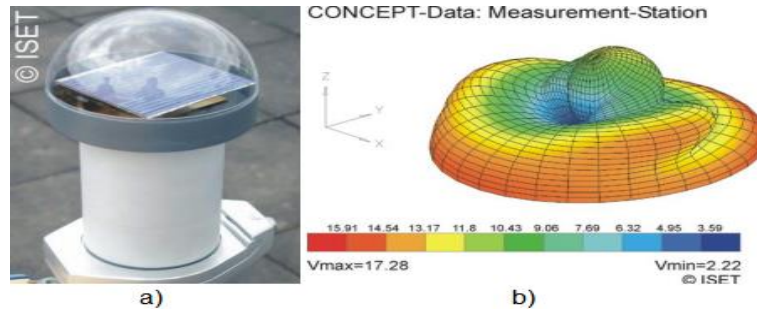 © ISET
CONCEPT-Data: Measurement-Station
Z
Y
X
15.91 14.54 13.17 11.8 10.43 9.06 7.69 6.32 4.95 3.59
Vmax=17.28 Vmin=2.22
© ISET
a) b)